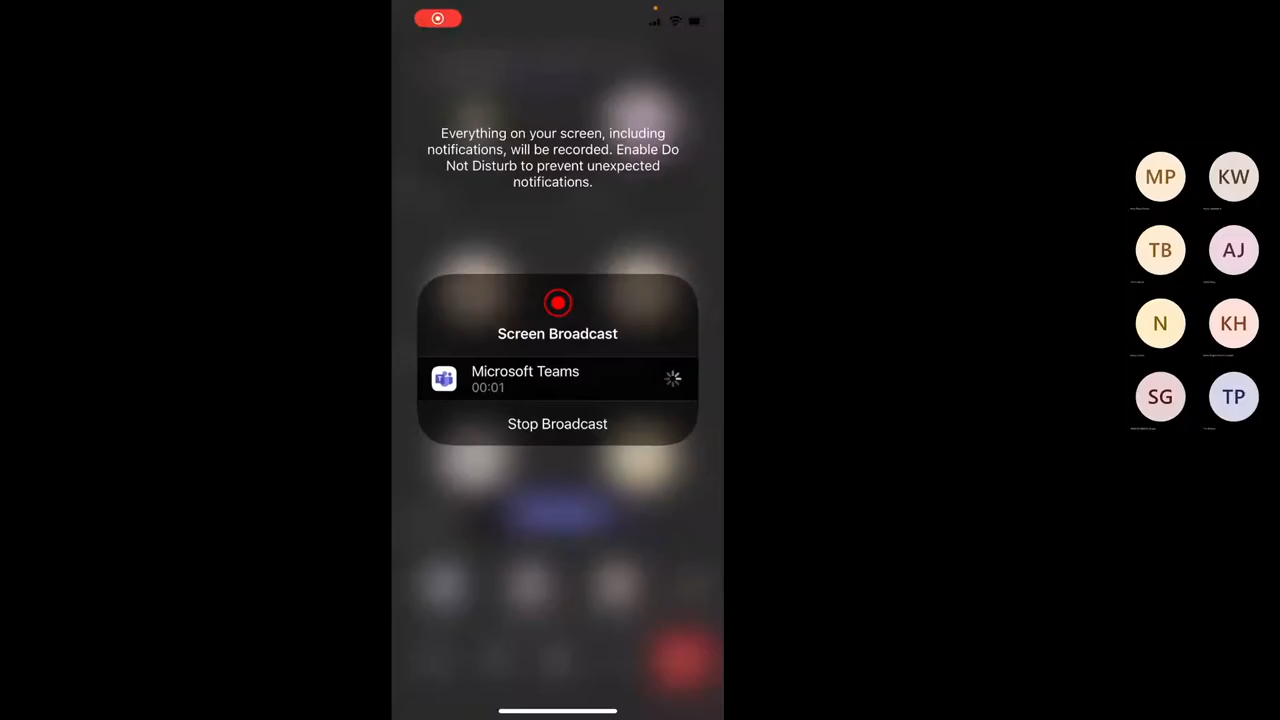 Everything on your screen, including
notifications, will be recorded. Enable Do
Not Disturb to prevent unexpected
notifications.
Screen Broadcast
Microsoft Teams
00:01
Stop Broadcast
MP
KW
TB
AJ
N
KH
SG
TP